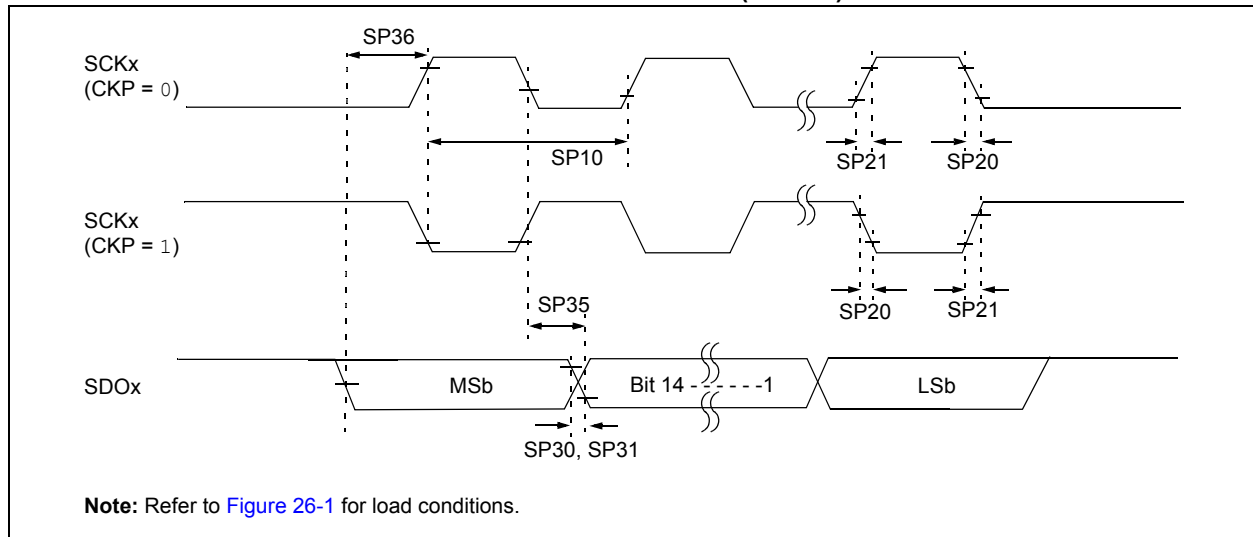 SP36
SCKx
(CKP = 0)
SP10
SP21
SP20
SCKx
(CKP = 1)
SP35
SP20
SP21
SDOx
MSb
Bit 14 - - - - - - -1
LSb
SP30, SP31
Note: Refer to Figure 26-1 for load conditions.